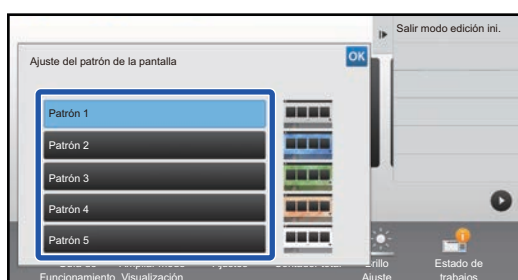 Salir modo edición ini.
Ajuste del patrón de la pantalla
OK
Patrón 1
Patrón 2
Patrón 3
Patrón 4
Patrón 5
Estado de
Funcionamiento Visualización
Ajuste
trabajos